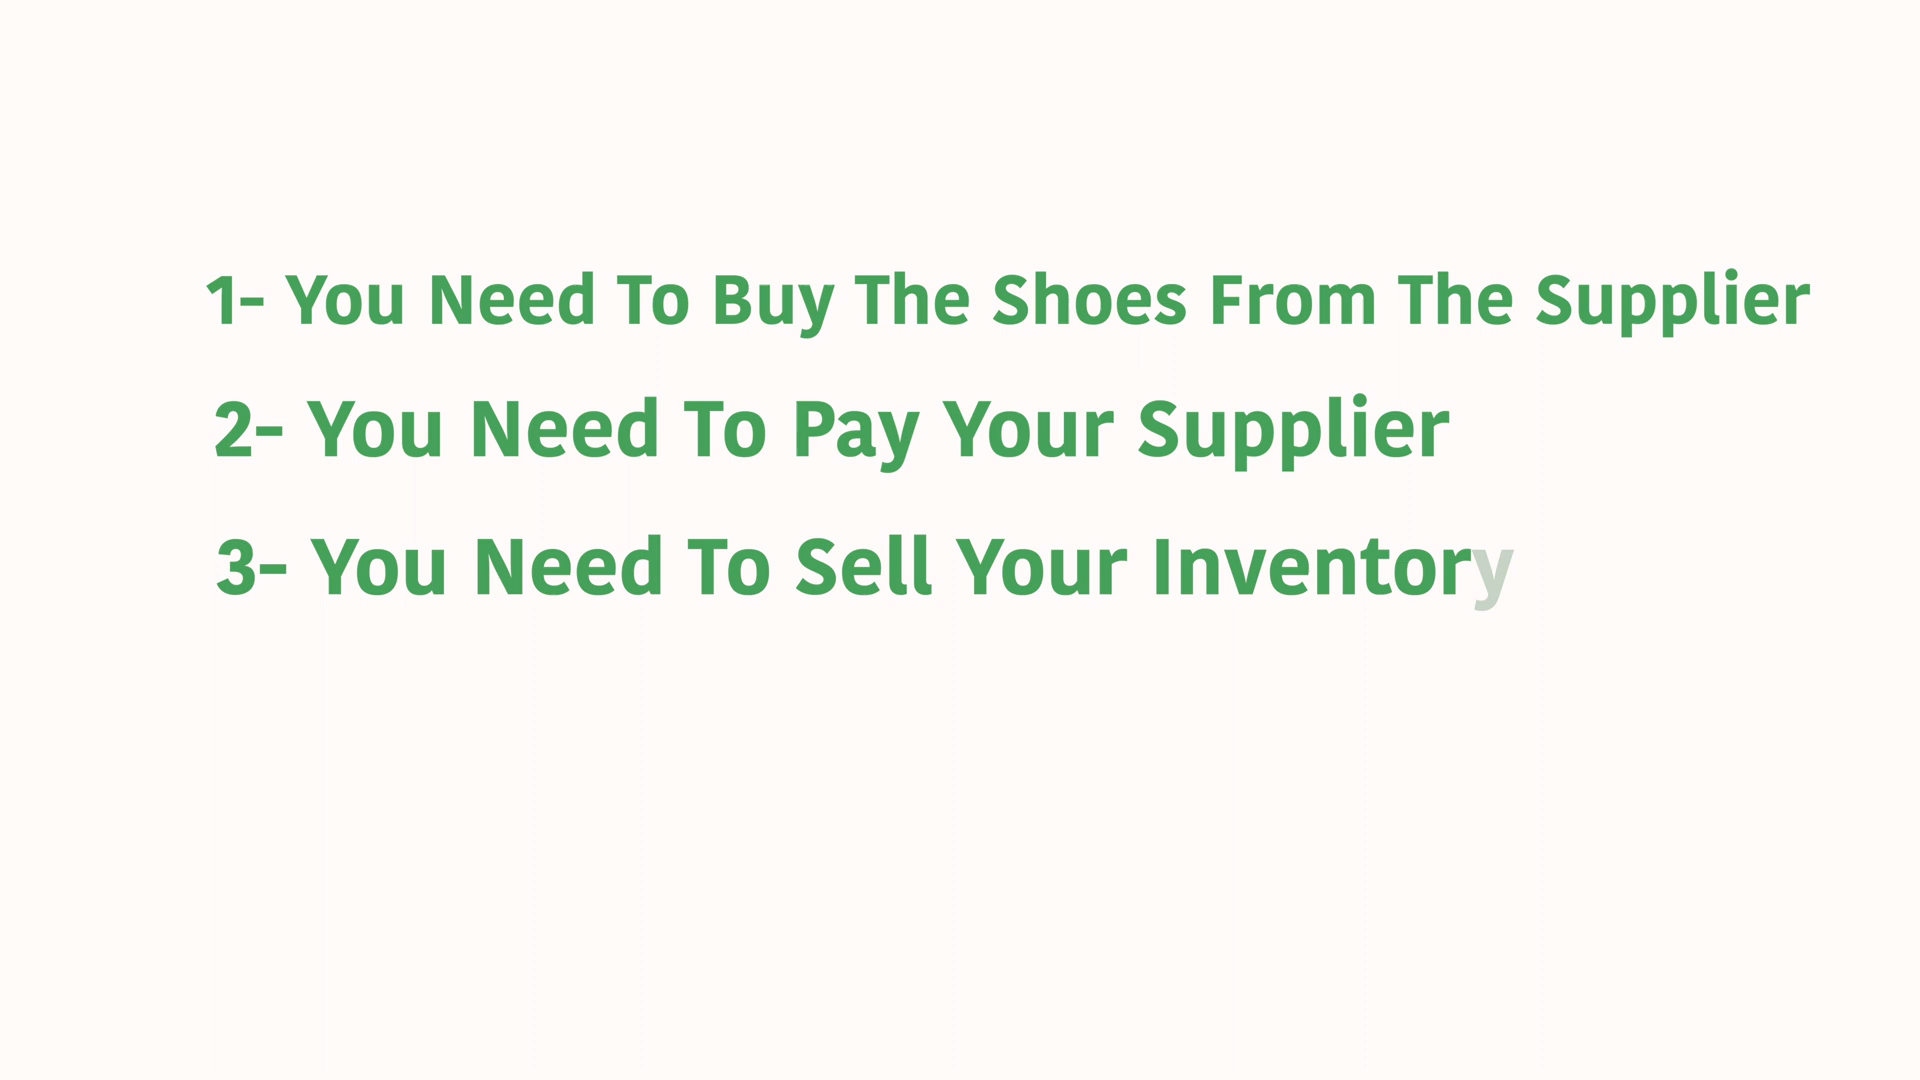 1- You Need To Buy The Shoes From The Supplier
2- You Need To Pay Your Supplier
3- You Need To Sell Your Inventory